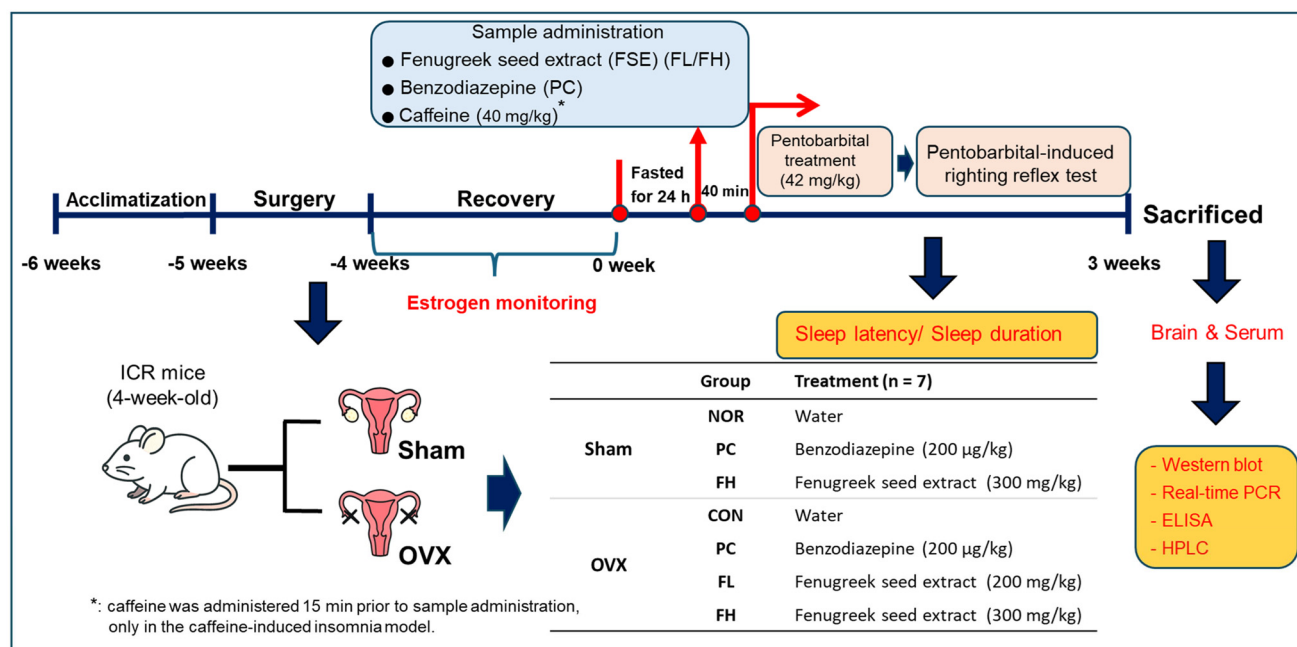 Sample administration
● Fenugreek seed extract (FSE) (FL/FH)
● Benzodiazepine (PC)
● Caffeine (40 mg/kg)*
Acclimatization
Surgery
Recovery
Fasted
for 24 h
40 min
Pentobarbital
treatment
(42 mg/kg)
Pentobarbital-induced
righting reflex test
Sacrificed
-6 weeks
-5 weeks
-4 weeks
0 week
3 weeks
Estrogen monitoring
Sleep latency/ Sleep duration
Brain & Serum
ICR mice
(4-week-old)
Sham
OVX
Group Treatment (n = 7)
NOR Water
Sham PC Benzodiazepine (200 µg/kg)
FH Fenugreek seed extract (300 mg/kg)
CON Water
PC Benzodiazepine (200 µg/kg)
OVX
FL Fenugreek seed extract (200 mg/kg)
FH Fenugreek seed extract (300 mg/kg)
- Western blot
- Real-time PCR
- ELISA
- HPLC
*: caffeine was administered 15 min prior to sample administration,
only in the caffeine-induced insomnia model.